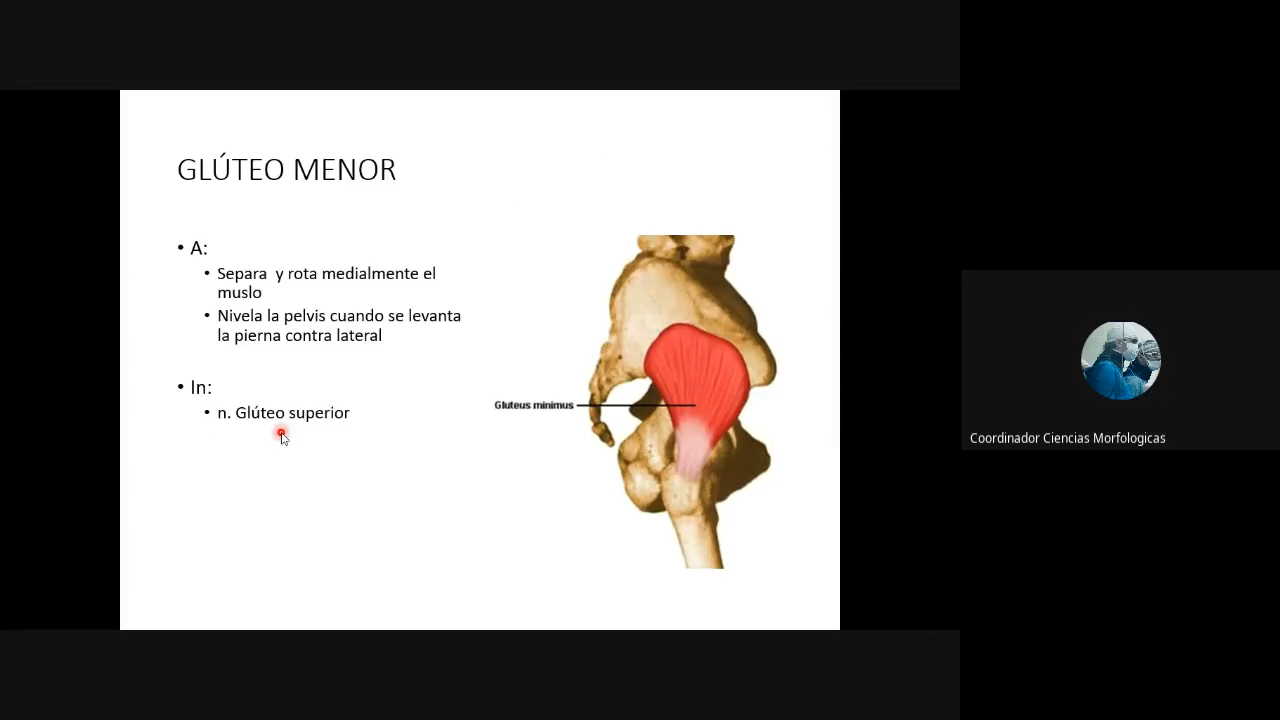 GLÚTEO MENOR
• A:
• Separa y rota medialmente el
muslo
• Nivela la pelvis cuando se levanta
la pierna contra lateral
• In:
• n. Glúteo superior
Gluteus minimus
Coordinador Ciencias Morfologicas